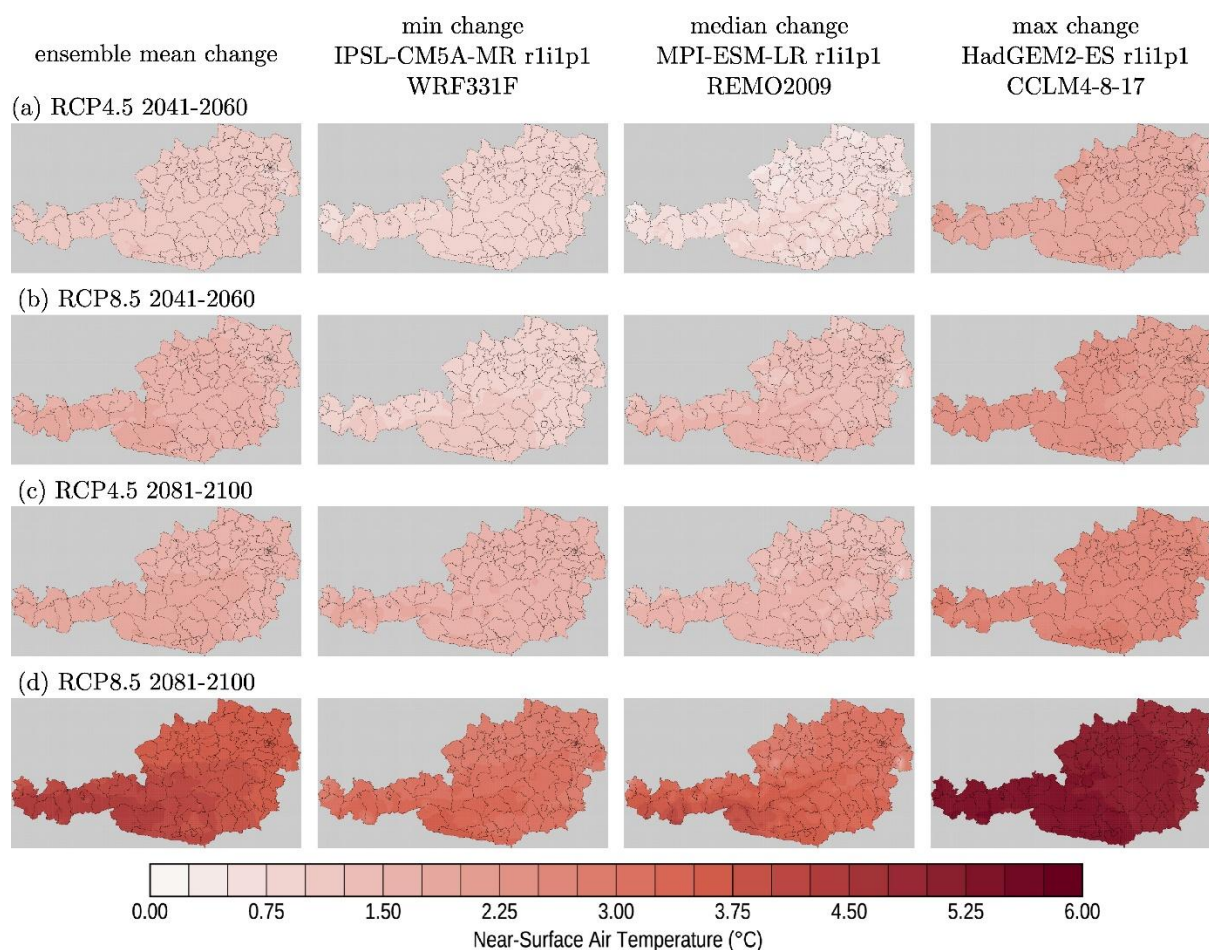 ensemble mean change
min change
IPSL-CM5A-MR r1i1p1
WRF331F
median change
MPI-ESM-LR r1i1p1
REMO2009
max change
HadGEM2-ES r1i1p1
CCLM4-8-17
(a) RCP4.5 2041-2060
(b) RCP8.5 2041-2060
(c) RCP4.5 2081-2100
(d) RCP8.5 2081-2100
0.00 0.75 1.50 2.25 3.00 3.75 4.50 5.25 6.00
Near-Surface Air Temperature (°C)